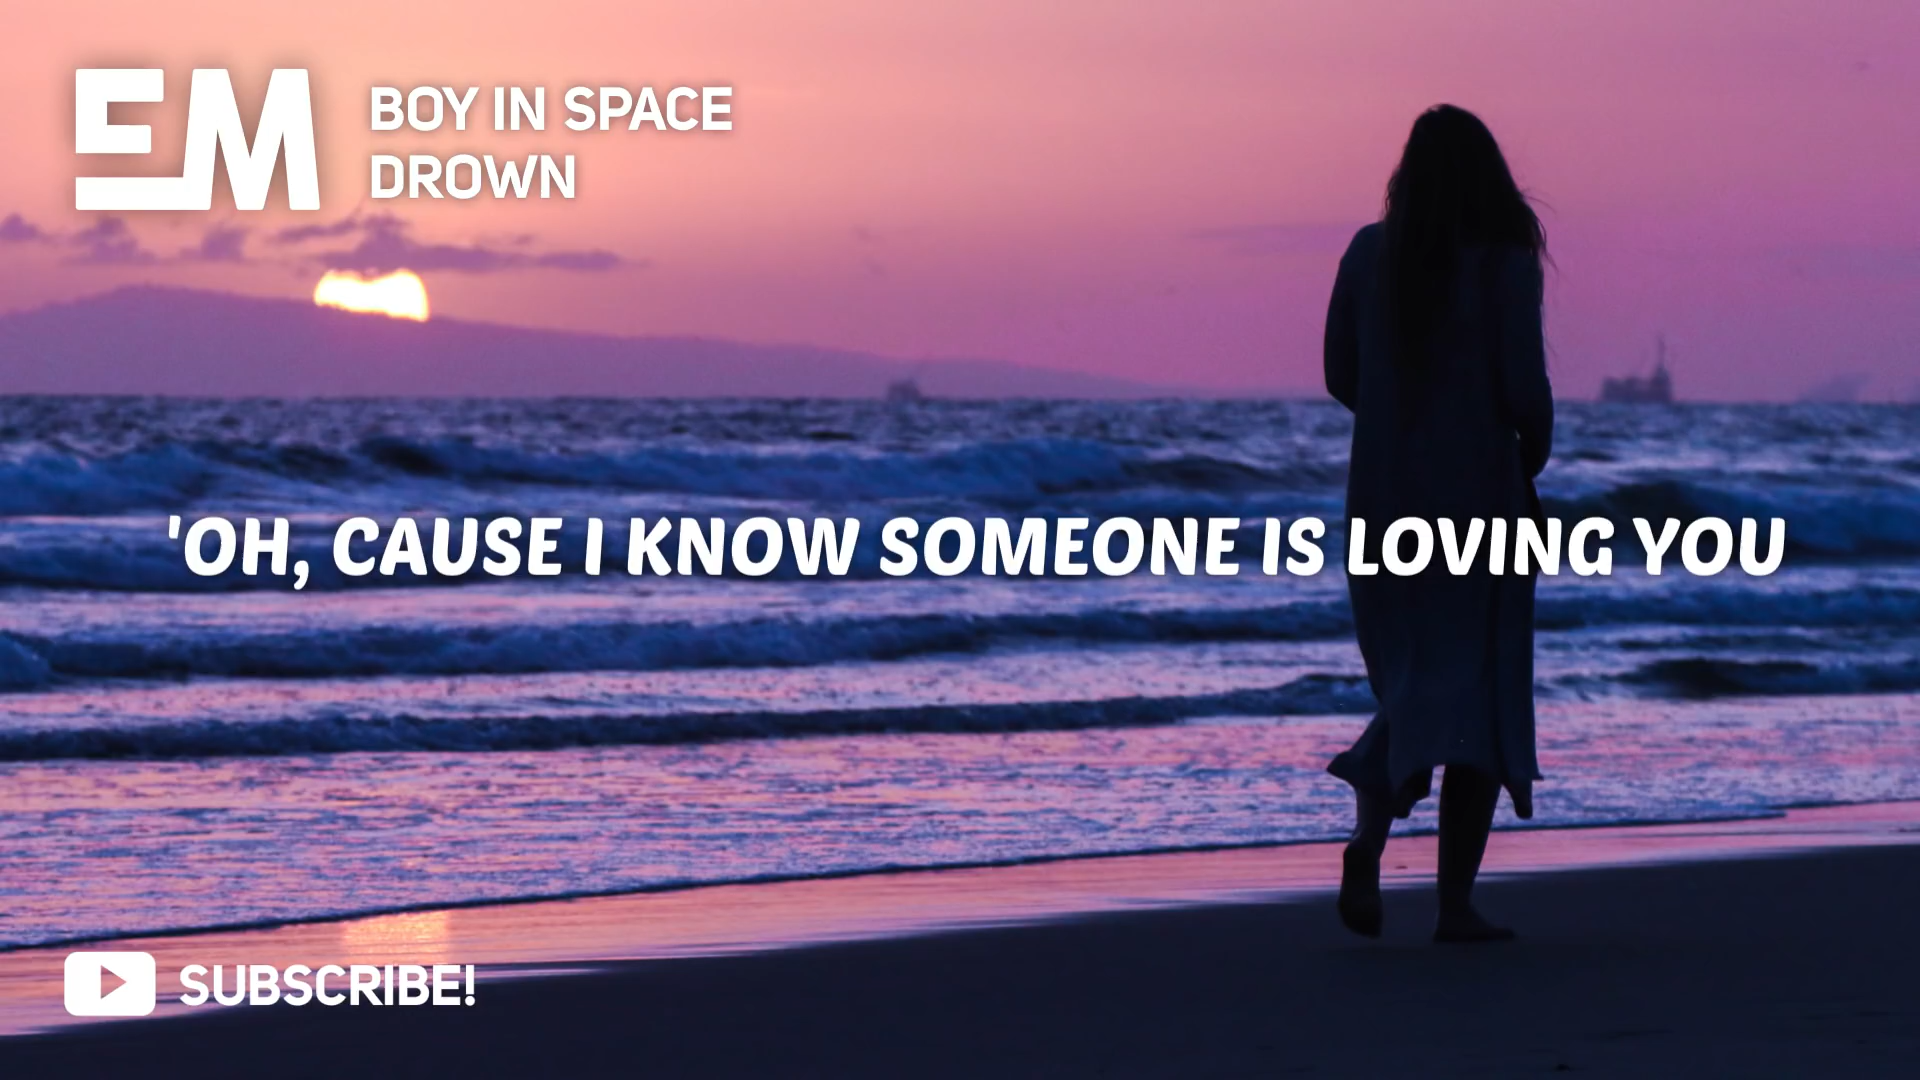 EM
BOY IN SPACE
DROWN
'OH, CAUSE I KNOW SOMEONE IS LOVING YOU
SUBSCRIBE!